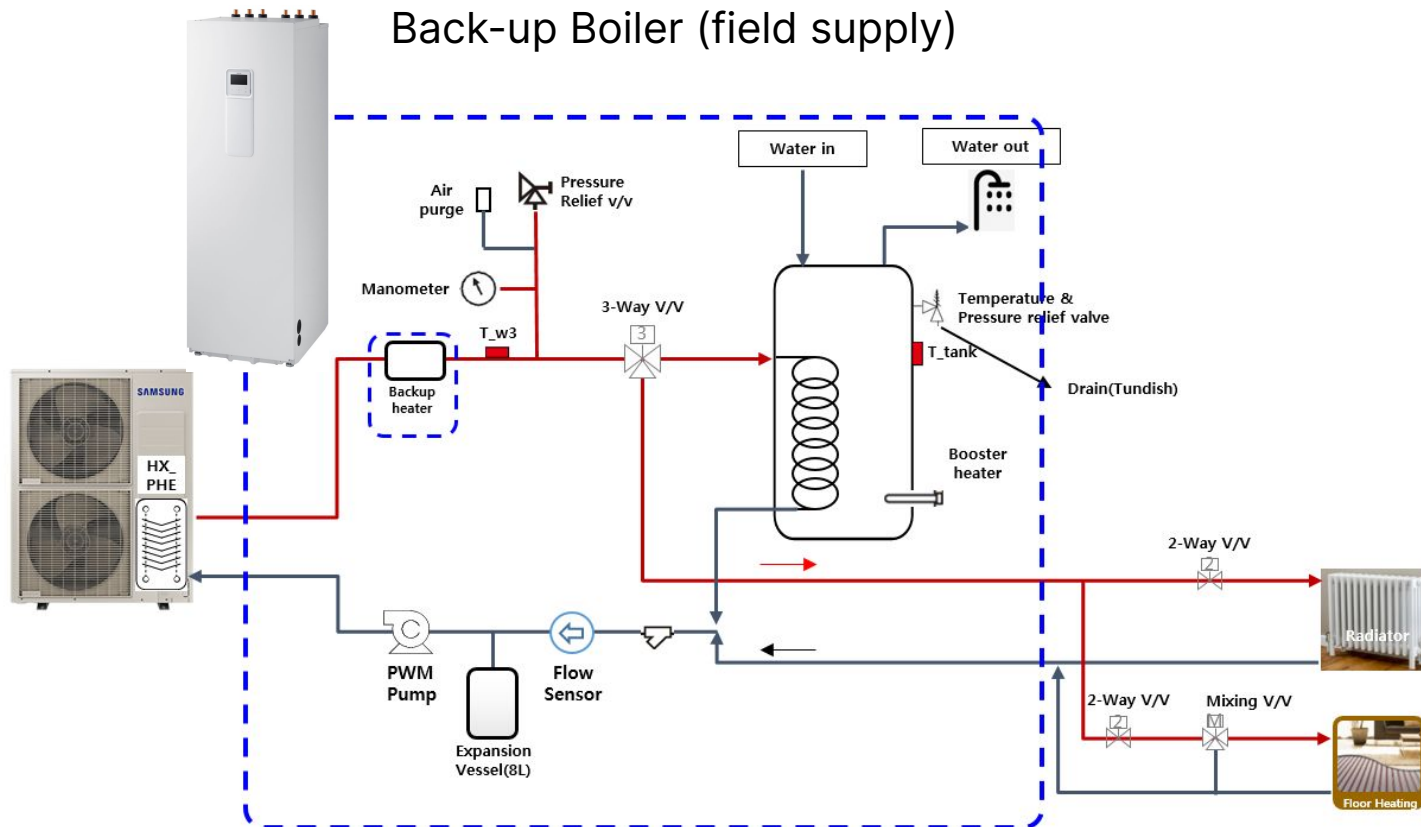 Back-up Boiler (field supply)
Water in
Water out
Air
purge
Pressure
Relief v/v
Manometer
3-Way V/V
3
T_w3
Temperature &
Pressure relief valve
T_tank
Drain(Tundish)
Backup
heater
SAMSUNG
HX_
PHE
Booster
heater
2-Way V/V
2
Radiator
C
PWM
Pump
Flow
Sensor
Expansion
Vessel(8L)
2-Way V/V
2
Mixing V/V
M
Floor Heating